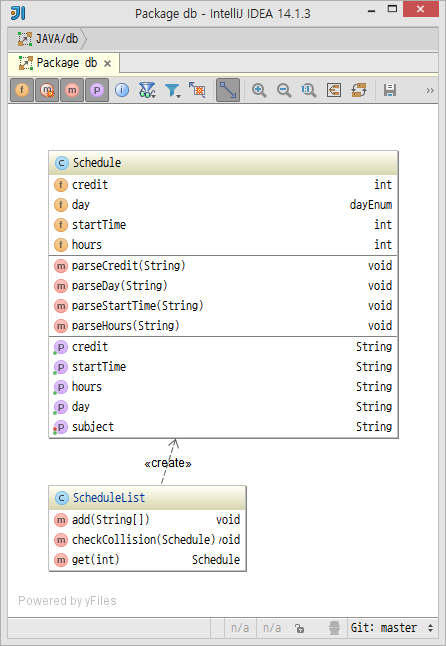 Package db - IntelliJ IDEA 14.1.3
JAVA/db
Package db
Schedule
credit int
day dayEnum
startTime int
hours int
parseCredit(String) void
parseDay(String) void
parseStartTime(String) void
parseHours(String) void
credit String
startTime String
hours String
day String
subject String
«create»
ScheduleList
add(String[]) void
checkCollision(Schedule) void
get(int) Schedule
Powered by yFiles
n/a n/a Git: master